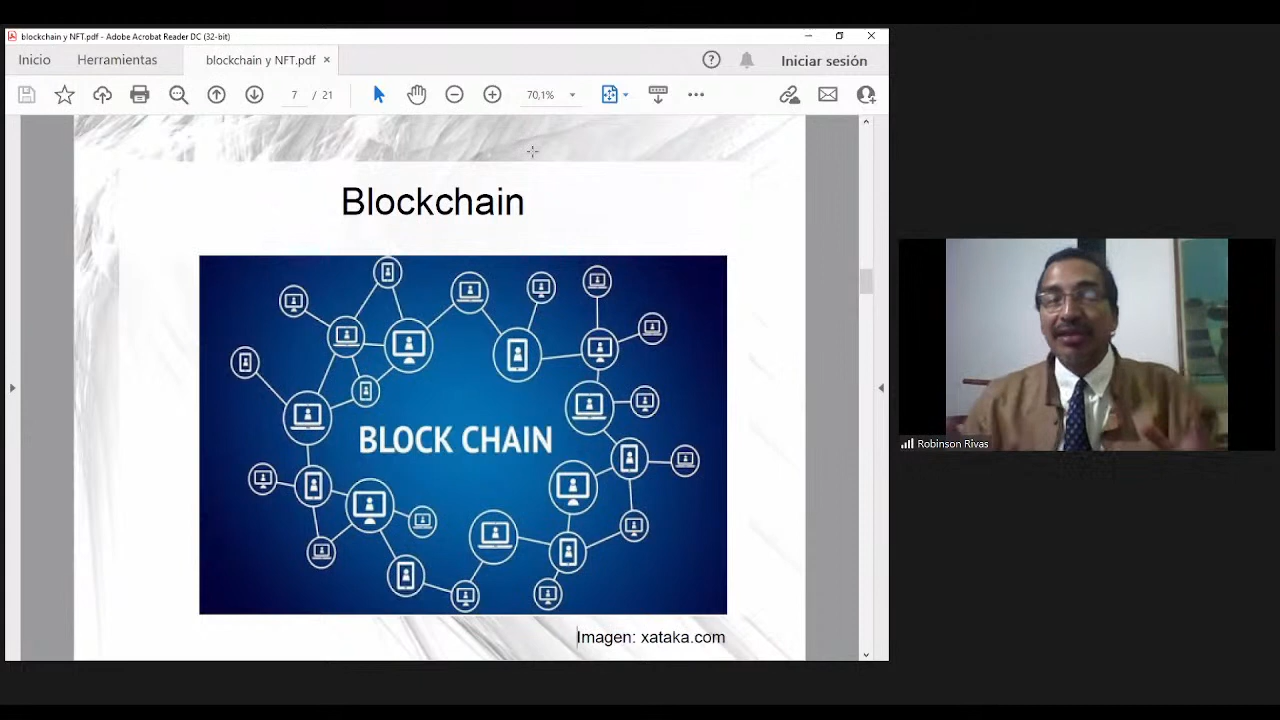 blockchain y NFT.pdf - Adobe Acrobat Reader DC (32-bit)
Inicio
Herramientas
blockchain y NFT.pdf
Iniciar sesión
7 / 21
70,1%
Blockchain
BLOCK CHAIN
Imagen: xataka.com
Robinson Rivas